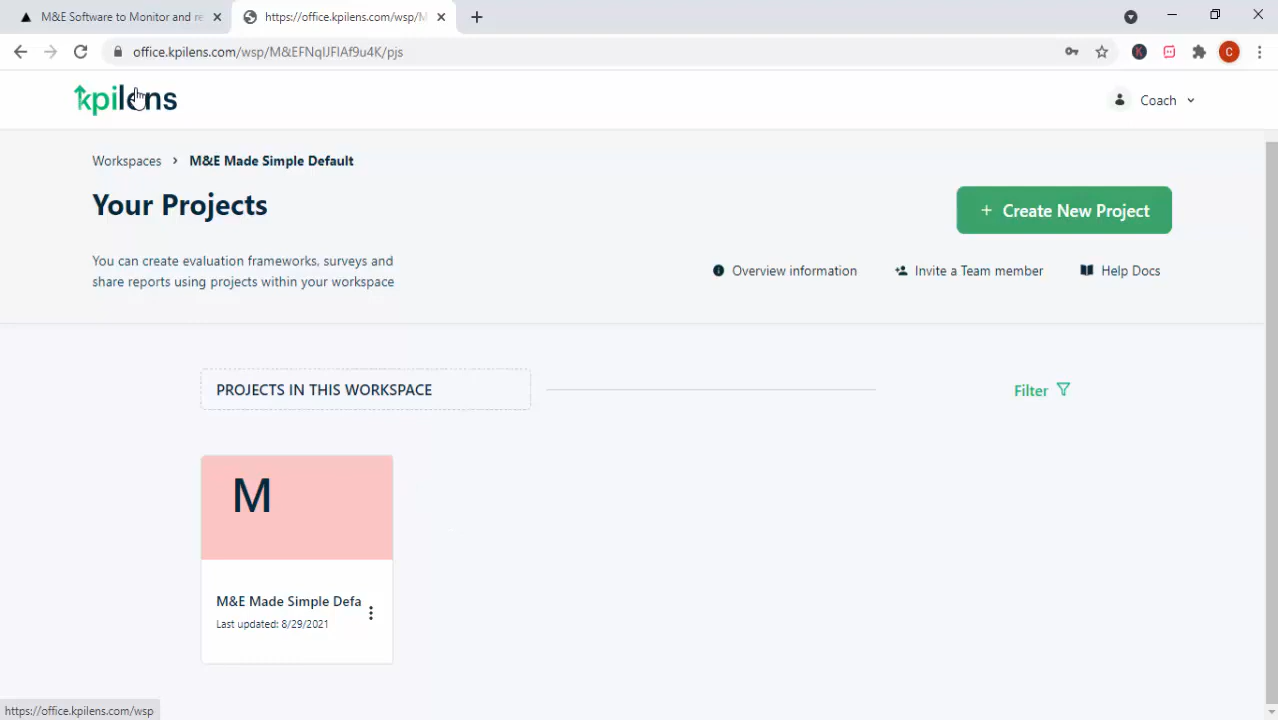 M&E Software to Monitor and re
https://office.kpilens.com/wsp/M
office.kpilens.com/wsp/M&EFNqlJFlAf9u4K/pjs
K
C
kpilens
Coach
Workspaces > M&E Made Simple Default
Your Projects
+ Create New Project
You can create evaluation frameworks, surveys and
share reports using projects within your workspace
Overview information
Invite a Team member
Help Docs
PROJECTS IN THIS WORKSPACE
Filter
M
M&E Made Simple Defa
Last updated: 8/29/2021
https://office.kpilens.com/wsp